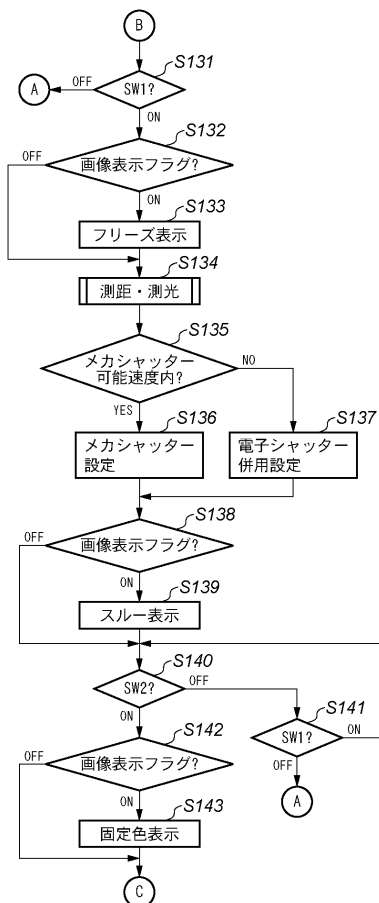 B
S131
A
OFF
SW1?
ON
S132
OFF
画像表示フラグ?
ON
S133
フリーズ表示
S134
測距・測光
S135
メカシャッター
可能速度内?
NO
YES
S136
S137
メカシャッター
設定
電子シャッター
併用設定
S138
OFF
画像表示フラグ?
ON
S139
スルー表示
S140
SW2?
OFF
S141
ON
SW1?
ON
S142
OFF
OFF
画像表示フラグ?
A
ON
S143
固定色表示
C